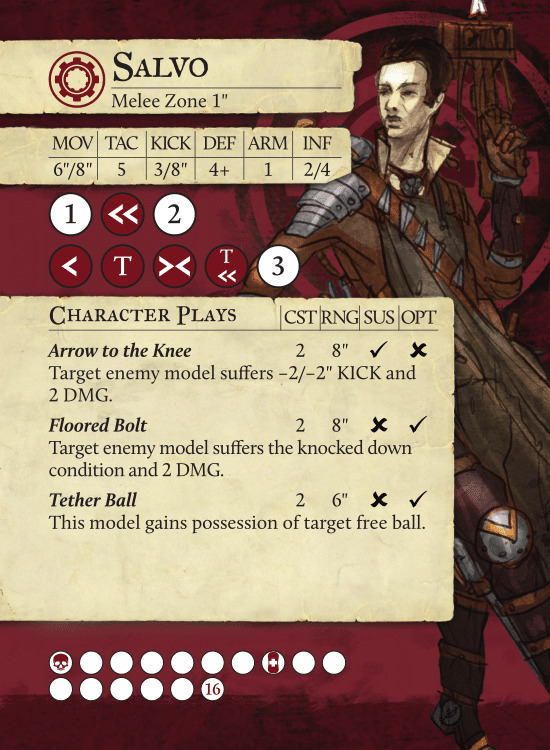 Salvo
Melee Zone 1"
MOV TAC KICK DEF ARM INF
6"/8" 5 3/8" 4+ 1 2/4
1 << 2
< T >< T << 3
Character Plays CST RNG SUS OPT
Arrow to the Knee 2 8" ✓ ✘
Target enemy model suffers –2/–2" KICK and
2 DMG.
Floored Bolt 2 8" ✘ ✓
Target enemy model suffers the knocked down
condition and 2 DMG.
Tether Ball 2 6" ✘ ✓
This model gains possession of target free ball.
16